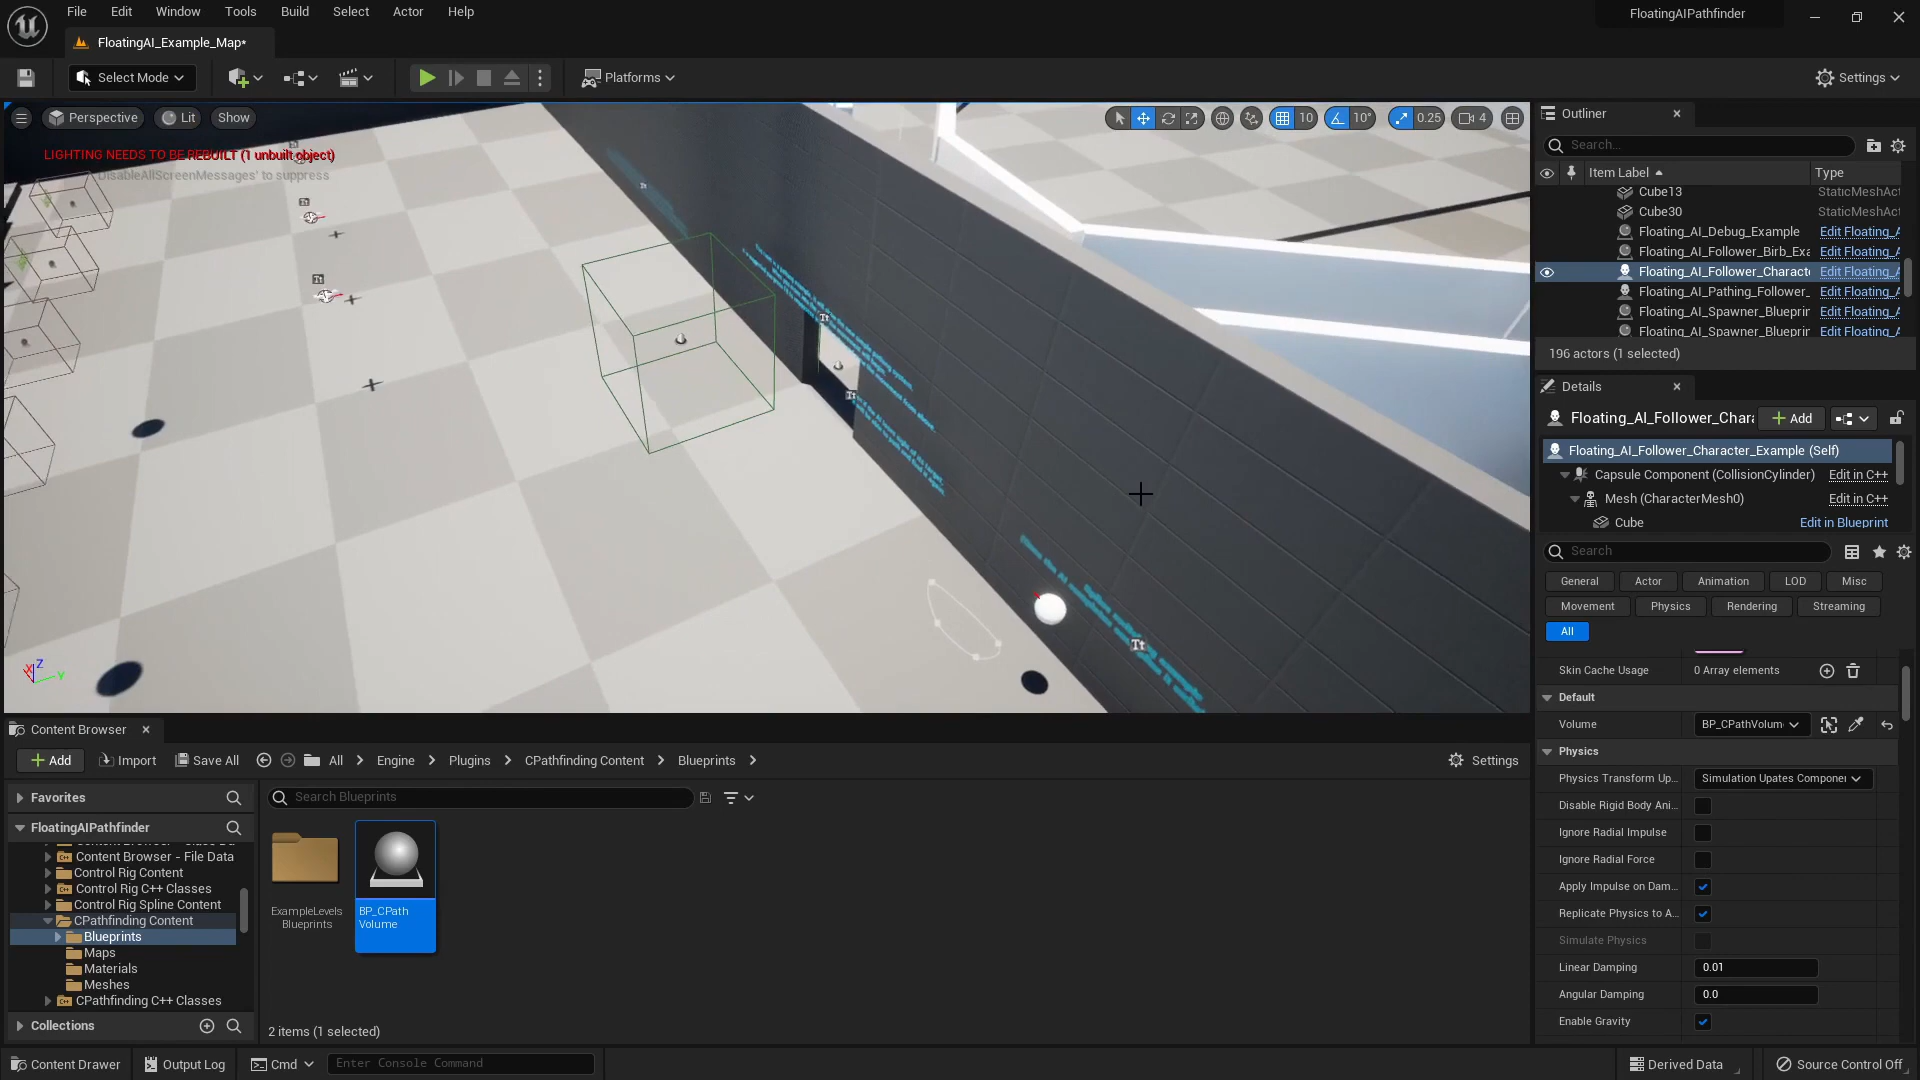 File Edit Window Tools Build Select Actor Help
FloatingAIPathfinder
FloatingAI_Example_Map*
Select Mode
Platforms
Settings
Perspective
Lit
Show
10
10°
0.25
4
LIGHTING NEEDS TO BE REBUILT (1 unbuilt object)
DisableAllScreenMessages' to suppress
Outliner
Search...
Item Label
Type
Cube13 StaticMeshAct
Cube30 StaticMeshAct
Floating_AI_Debug_Example Edit Floating_A
Floating_AI_Follower_Birb_Exa Edit Floating_A
Floating_AI_Follower_Characte Edit Floating_A
Floating_AI_Pathing_Follower_ Edit Floating_A
Floating_AI_Spawner_Blueprin Edit Floating_A
Floating_AI_Spawner_Blueprin Edit Floating_A
196 actors (1 selected)
Details
Floating_AI_Follower_Chara
Add
Floating_AI_Follower_Character_Example (Self)
Capsule Component (CollisionCylinder) Edit in C++
Mesh (CharacterMesh0) Edit in C++
Cube Edit in Blueprint
Search
General Actor Animation LOD Misc
Movement Physics Rendering Streaming
All
Skin Cache Usage 0 Array elements
Default
Volume BP_CPathVolum
Physics
Physics Transform Up... Simulation Upates Componen
Disable Rigid Body Ani...
Ignore Radial Impulse
Ignore Radial Force
Apply Impulse on Dam...
Replicate Physics to A...
Simulate Physics
Linear Damping 0.01
Angular Damping 0.0
Enable Gravity
X
Z
Y
Tt
Tt
Tt
Content Browser
Add
Import
Save All
All
Engine
Plugins
CPathfinding Content
Blueprints
Settings
Favorites
FloatingAIPathfinder
Content Browser - File Data
Control Rig Content
Control Rig C++ Classes
Control Rig Spline Content
CPathfinding Content
Blueprints
Maps
Materials
Meshes
CPathfinding C++ Classes
Collections
Search Blueprints
ExampleLevels
Blueprints
BP_CPath
Volume
2 items (1 selected)
Content Drawer
Output Log
Cmd
Enter Console Command
Derived Data
Source Control Off